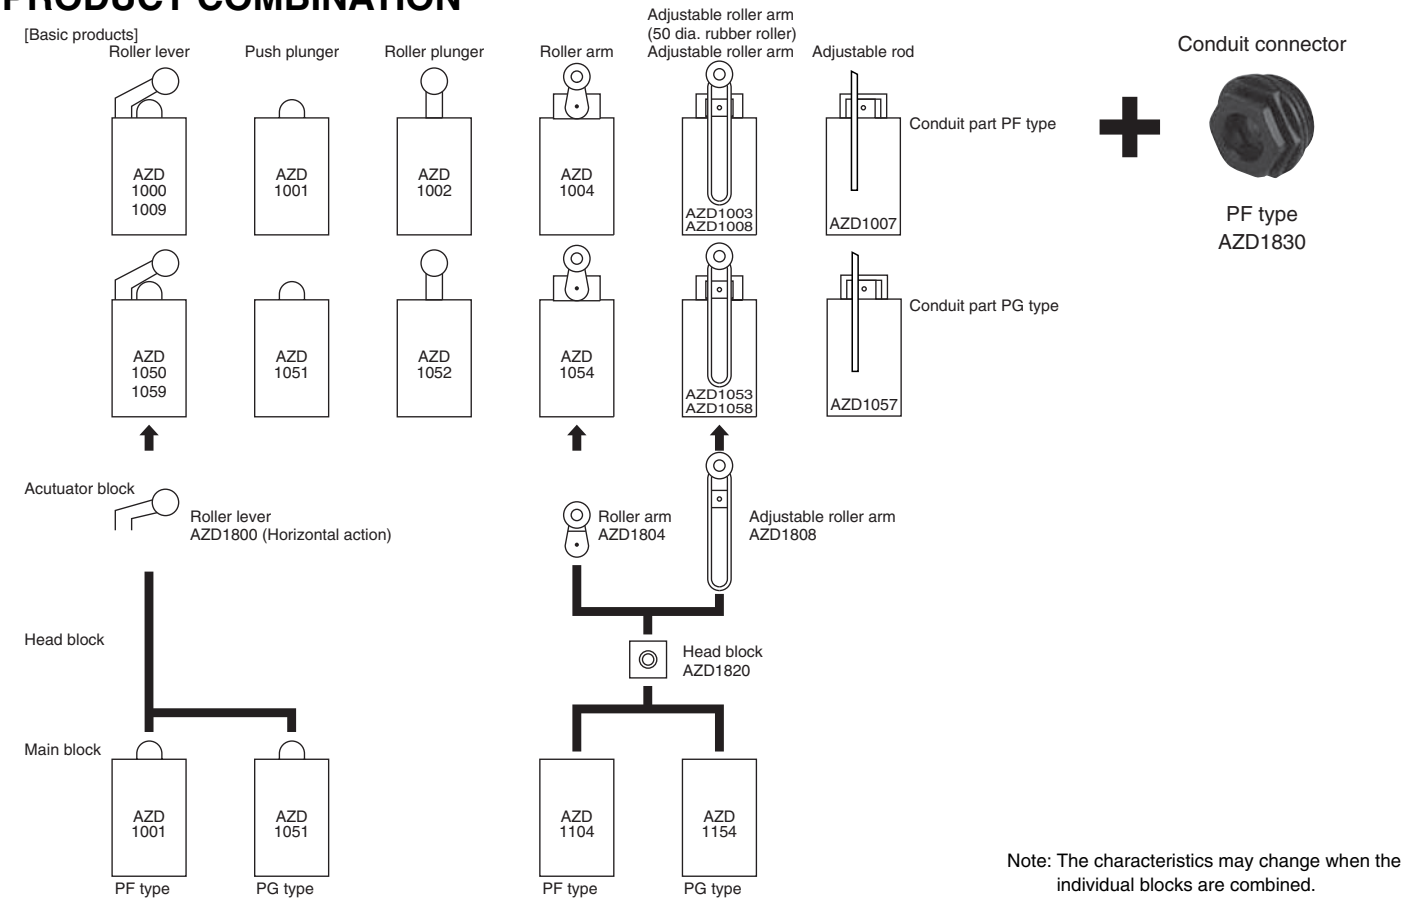 PRODUCT COMBINATION
[Basic products]
Roller lever
Push plunger
Roller plunger
Roller arm
Adjustable roller arm
(50 dia. rubber roller)
Adjustable roller arm
Adjustable rod
Conduit connector
AZD
1000
1009
AZD
1001
AZD
1002
AZD
1004
AZD1003
AZD1008
AZD1007
Conduit part PF type
PF type
AZD1830
AZD
1050
1059
AZD
1051
AZD
1052
AZD
1054
AZD1053
AZD1058
AZD1057
Conduit part PG type
Acutuator block
Roller lever
AZD1800 (Horizontal action)
Roller arm
AZD1804
Adjustable roller arm
AZD1808
Head block
Head block
AZD1820
Main block
AZD
1001
AZD
1051
AZD
1104
AZD
1154
PF type
PG type
PF type
PG type
Note: The characteristics may change when the
individual blocks are combined.